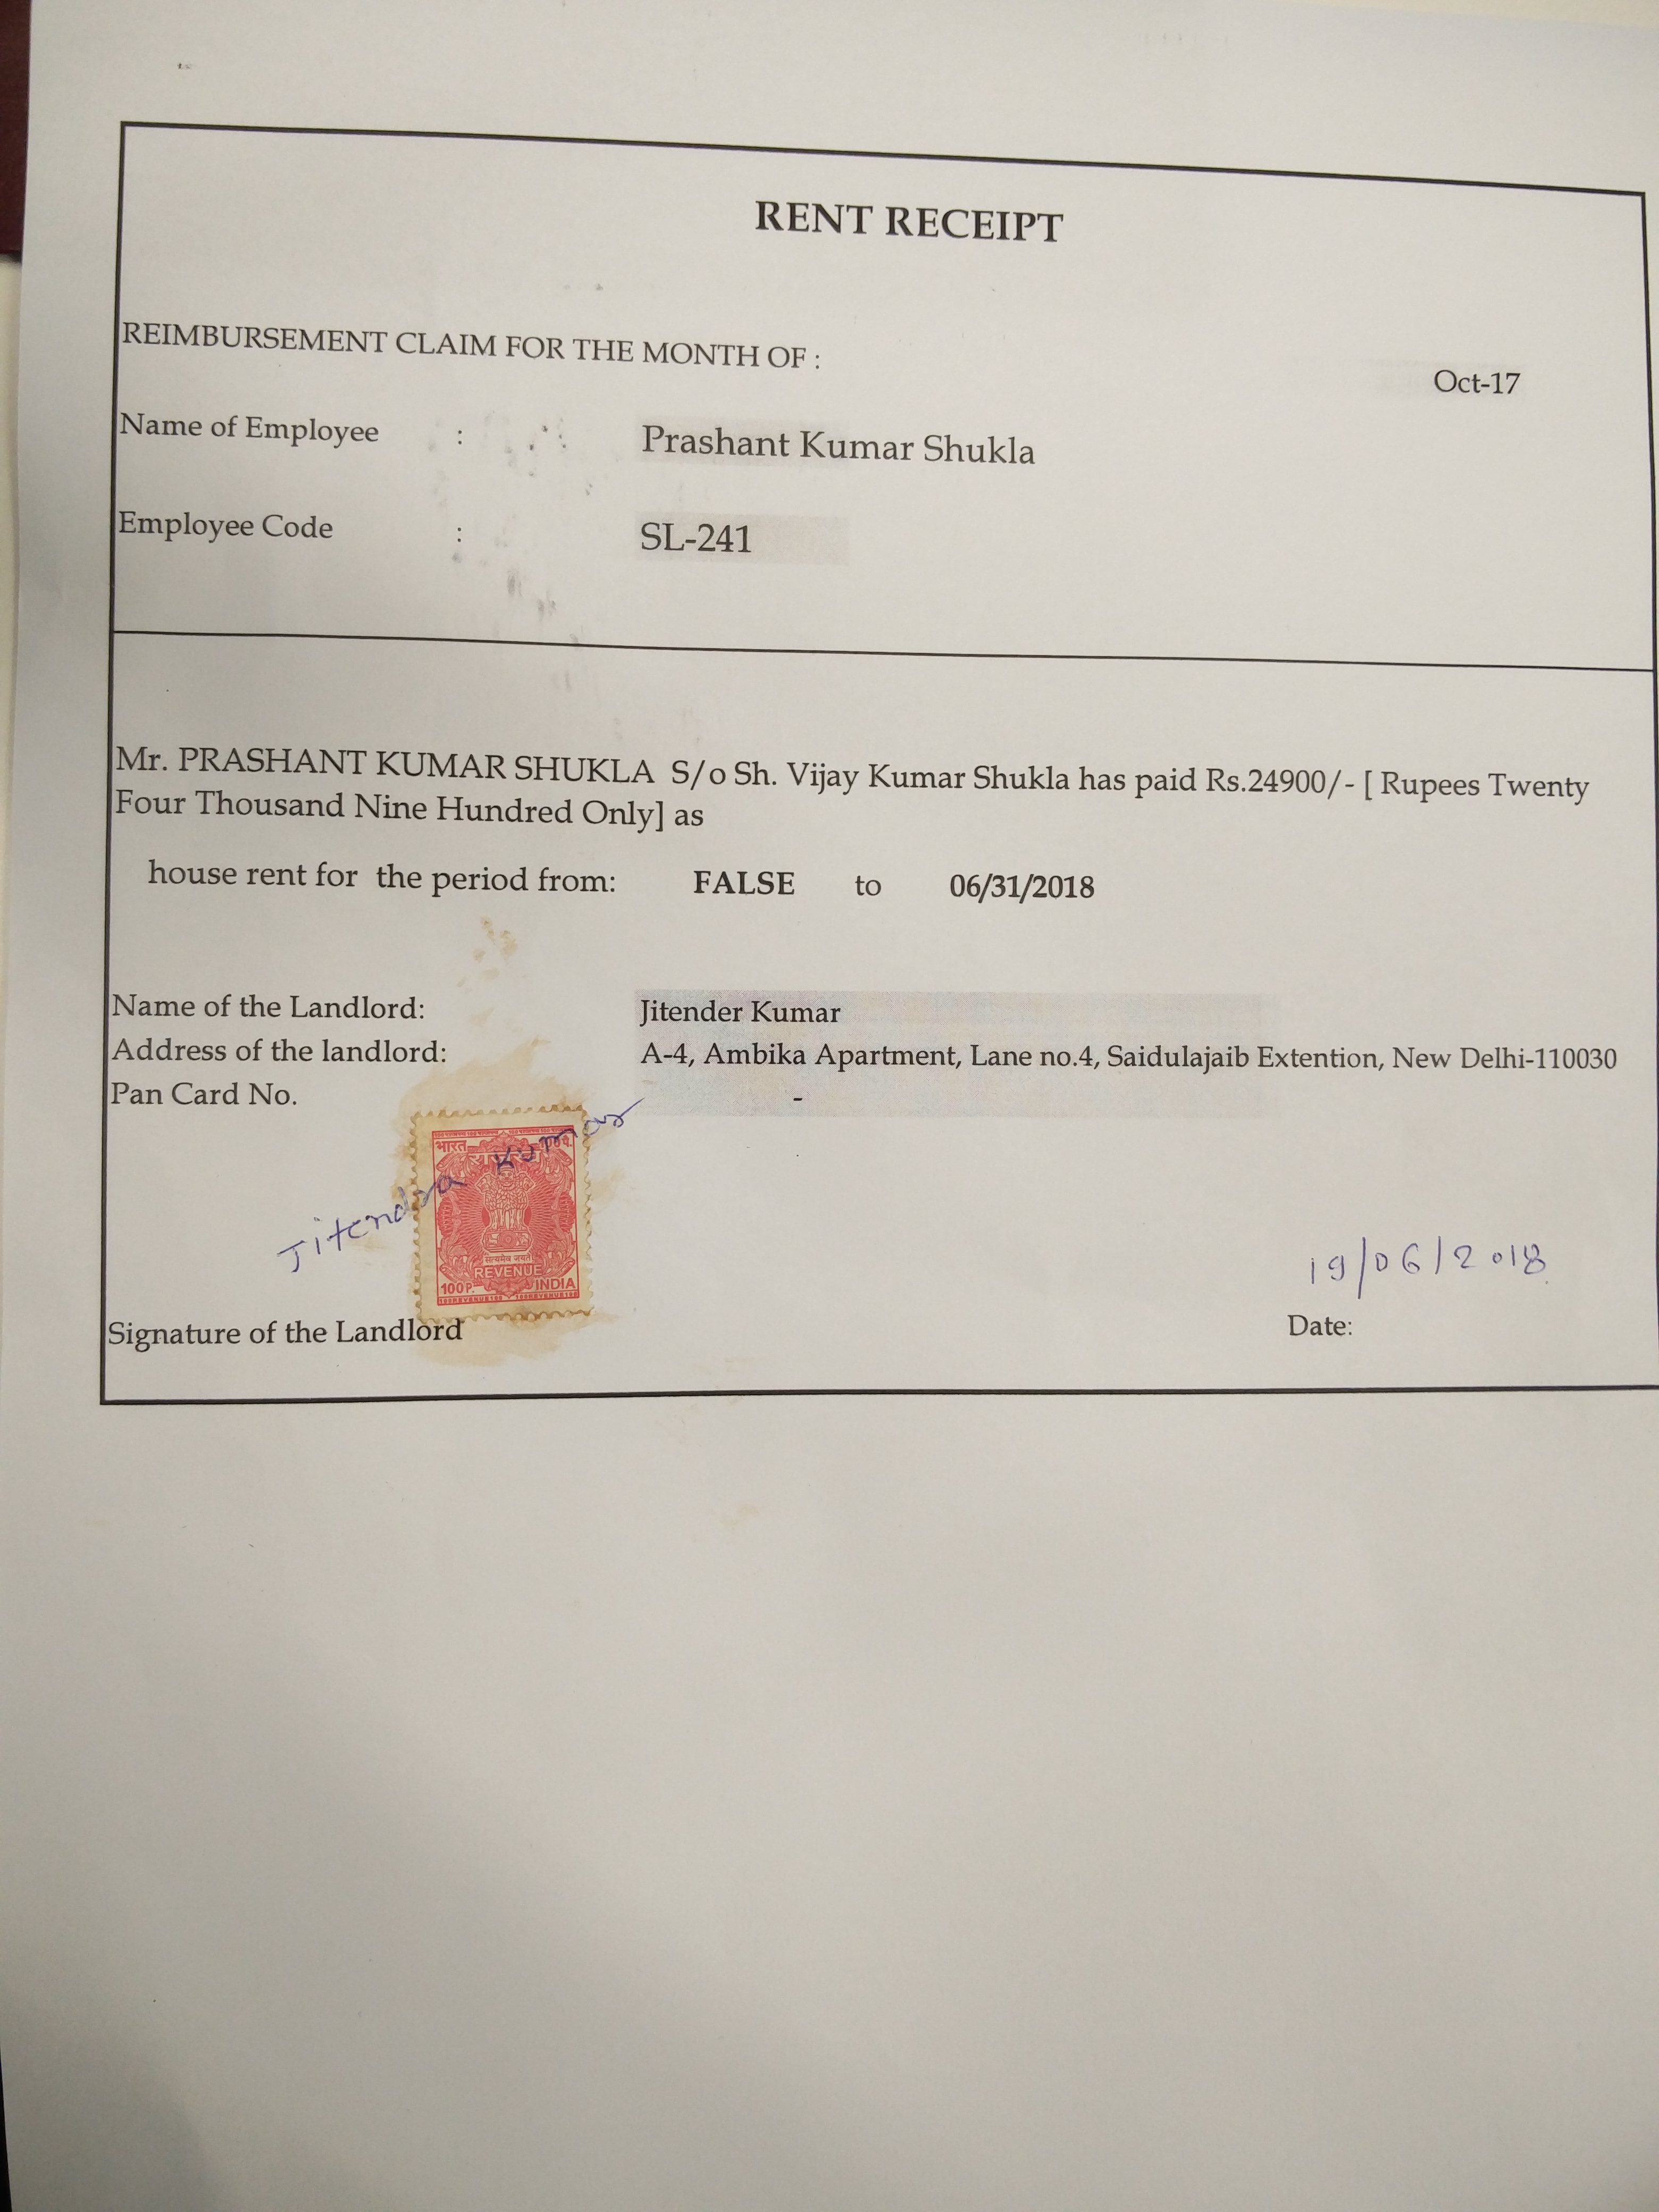 RENT RECEIPT
REIMBURSEMENT CLAIM FOR THE MONTH OF :
Oct-17
Name of Employee : Prashant Kumar Shukla
Employee Code : SL-241
Mr. PRASHANT KUMAR SHUKLA S/o Sh. Vijay Kumar Shukla has paid Rs.24900/- [ Rupees Twenty
Four Thousand Nine Hundred Only] as
house rent for the period from: FALSE to 06/31/2018
Name of the Landlord: Jitender Kumar
Address of the landlord: A-4, Ambika Apartment, Lane no.4, Saidulajaib Extention, New Delhi-110030
Pan Card No. -
Jitendra Kumar
भारत
सत्यमेव जयते
REVENUE
100P. INDIA
19/06/2018
Signature of the Landlord Date: